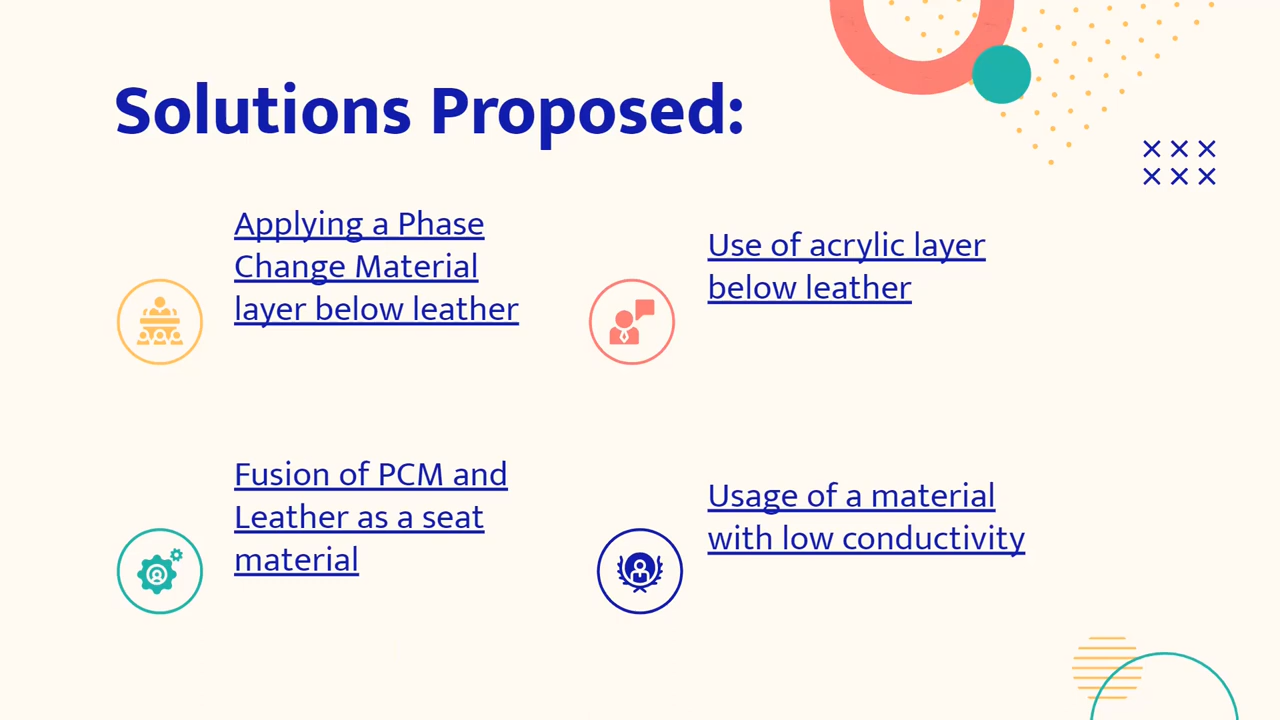 Solutions Proposed:
Applying a Phase
Change Material
layer below leather
Use of acrylic layer
below leather
Fusion of PCM and
Leather as a seat
material
Usage of a material
with low conductivity